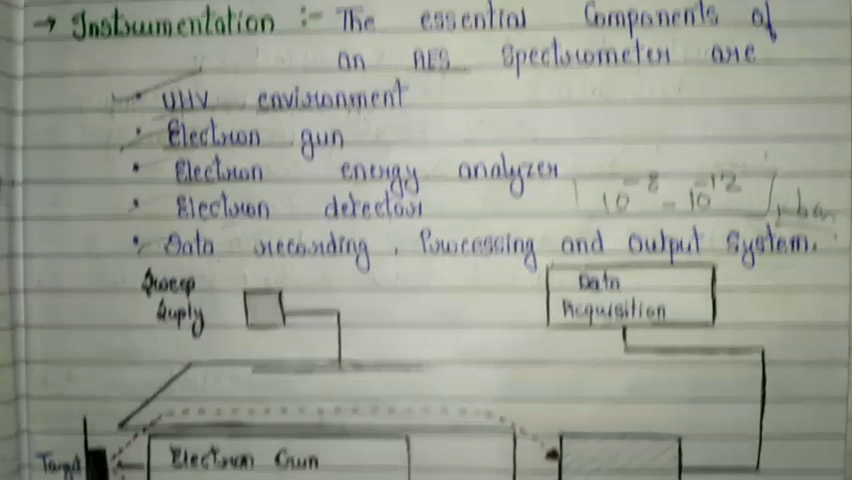 → Instrumentation :- The essential Components of
an AES Spectrometer are
• UHV environment
• Electron gun
• Electron energy analyzer
• Electron detector
10⁻⁸ - 10⁻¹²
• Data recording, Processing and output System.
Sweep
Suply
Data
Acquisition
Target
Electron Gun